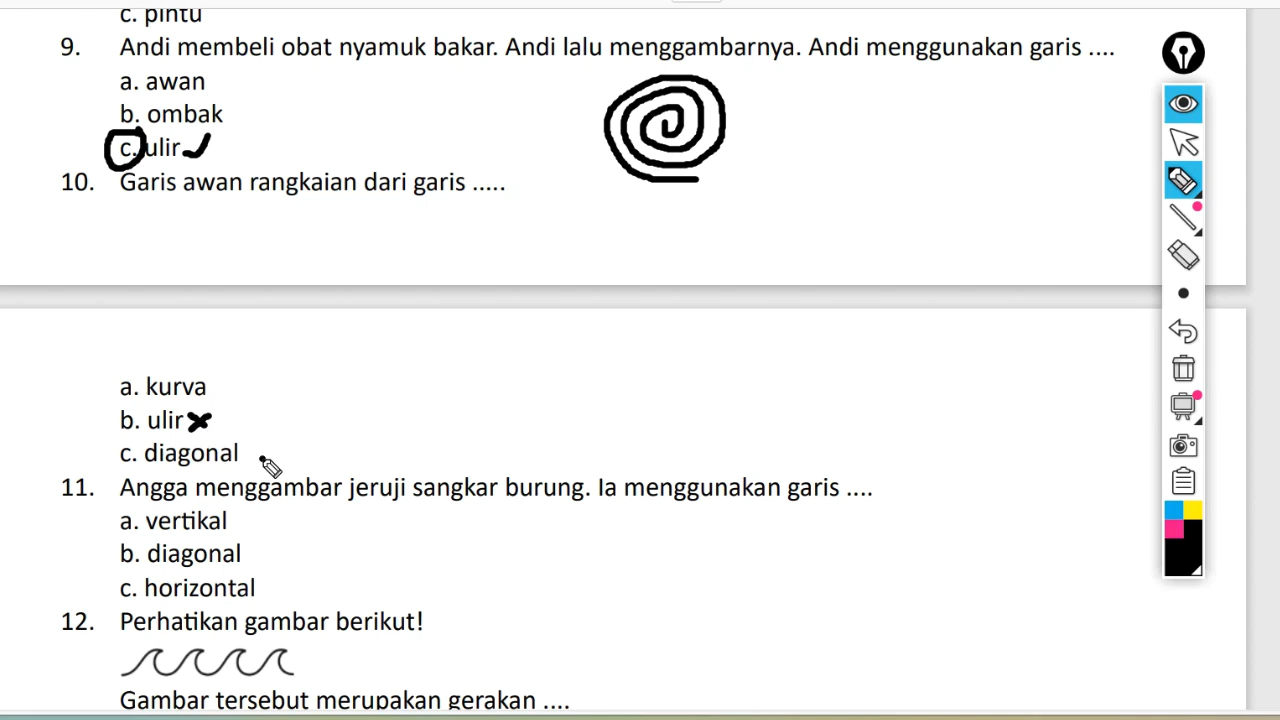 c. pintu
9. Andi membeli obat nyamuk bakar. Andi lalu menggambarnya. Andi menggunakan garis ....
a. awan
b. ombak
c. ulir
10. Garis awan rangkaian dari garis .....
a. kurva
b. ulir
c. diagonal
11. Angga menggambar jeruji sangkar burung. Ia menggunakan garis ....
a. vertikal
b. diagonal
c. horizontal
12. Perhatikan gambar berikut!
Gambar tersebut merupakan gerakan ....